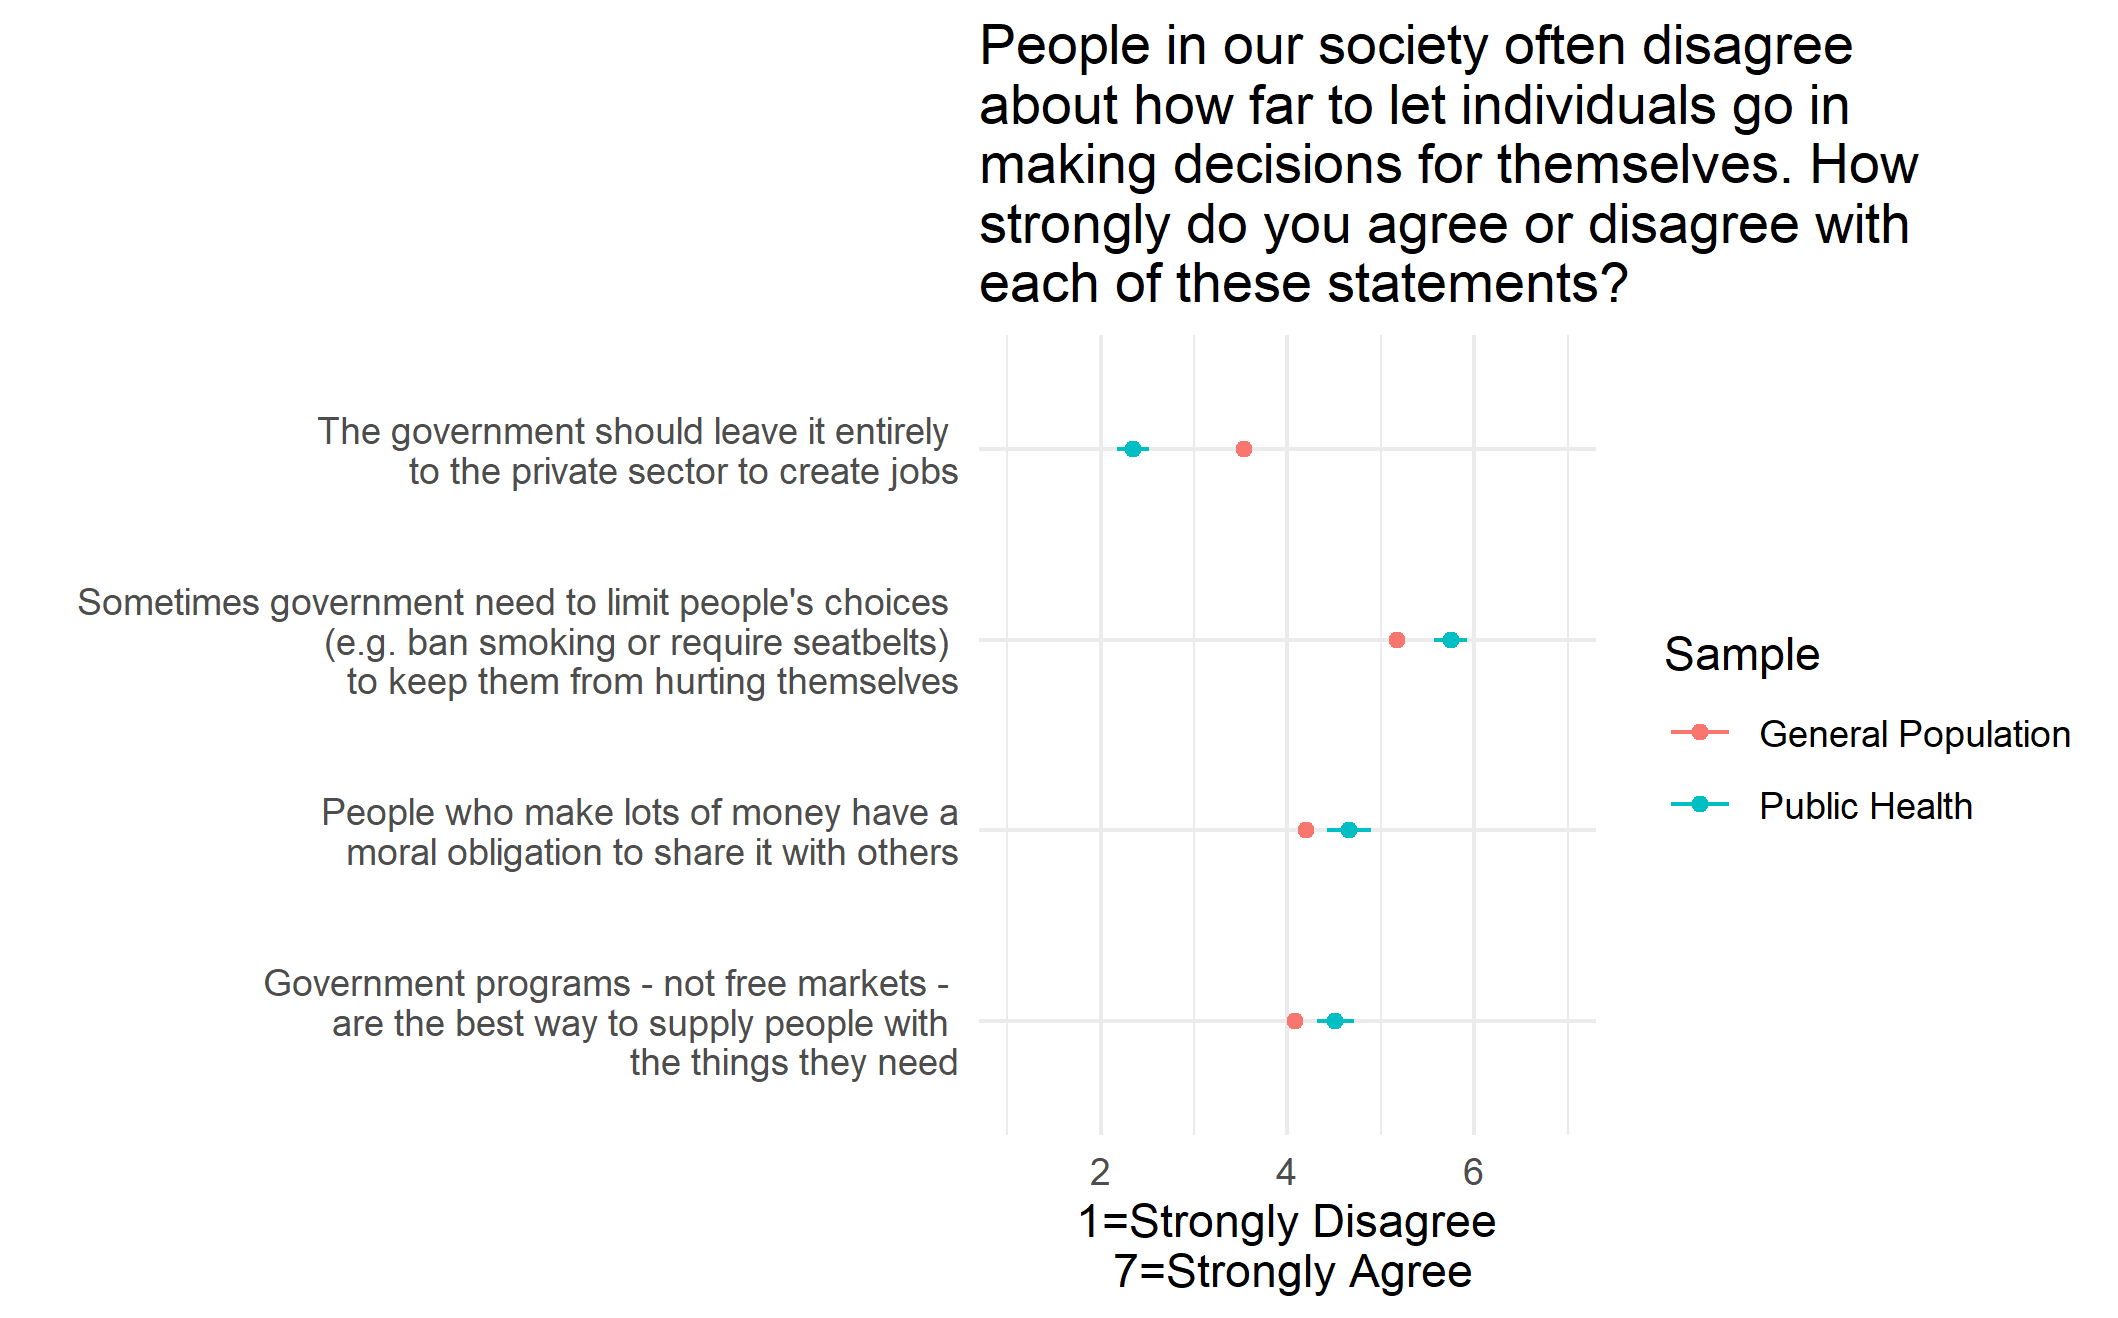 People in our society often disagree
about how far to let individuals go in
making decisions for themselves. How
strongly do you agree or disagree with
each of these statements?
The government should leave it entirely
to the private sector to create jobs
Sometimes government need to limit people's choices
(e.g. ban smoking or require seatbelts)
to keep them from hurting themselves
People who make lots of money have a
moral obligation to share it with others
Government programs - not free markets -
are the best way to supply people with
the things they need
2 4 6
1=Strongly Disagree
7=Strongly Agree
Sample
General Population
Public Health